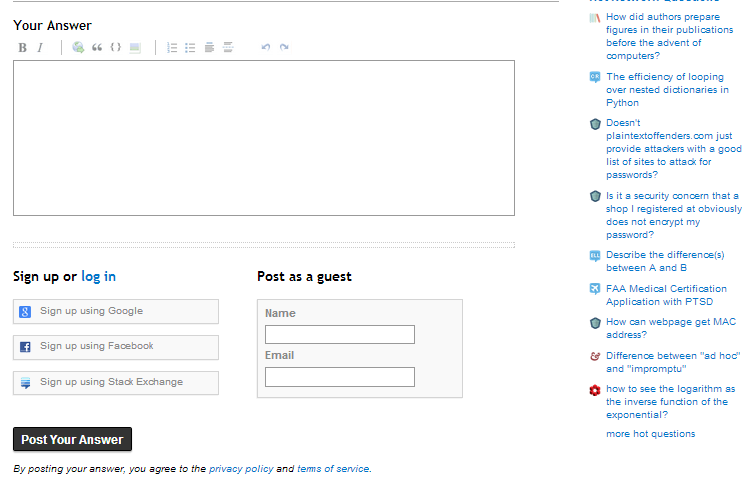 Your Answer
B I
Sign up or log in
Sign up using Google
Sign up using Facebook
Sign up using Stack Exchange
Post as a guest
Name
Email
Post Your Answer
By posting your answer, you agree to the privacy policy and terms of service.
How did authors prepare
figures in their publications
before the advent of
computers?
CR
The efficiency of looping
over nested dictionaries in
Python
Doesn't
plaintextoffenders.com just
provide attackers with a good
list of sites to attack for
passwords?
Is it a security concern that a
shop I registered at obviously
does not encrypt my
password?
ELL
Describe the difference(s)
between A and B
FAA Medical Certification
Application with PTSD
How can webpage get MAC
address?
Difference between "ad hoc"
and "impromptu"
how to see the logarithm as
the inverse function of the
exponential?
more hot questions